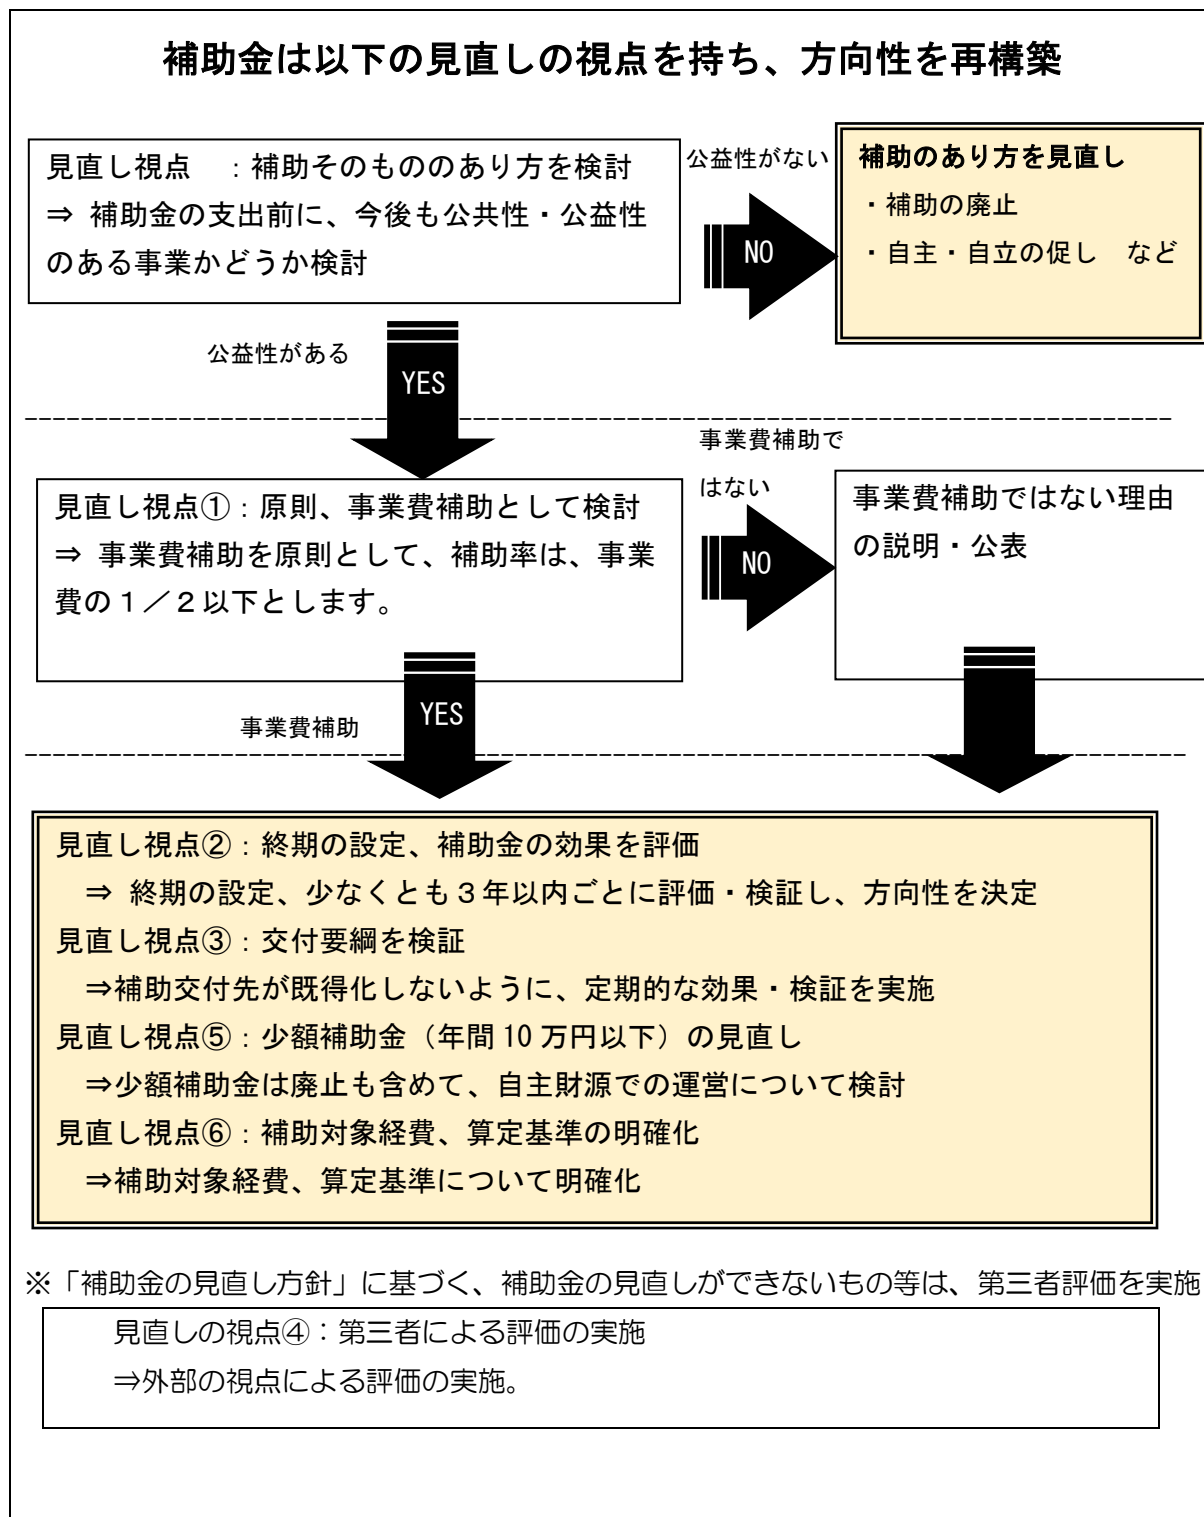 補助金は以下の見直しの視点を持ち、方向性を再構築
見直し視点　：補助そのもののあり方を検討
⇒ 補助金の支出前に、今後も公共性・公益性
のある事業かどうか検討
公益性がない
NO
補助のあり方を見直し
・補助の廃止
・自主・自立の促し　など
公益性がある
YES
事業費補助で
はない
見直し視点①：原則、事業費補助として検討
⇒ 事業費補助を原則として、補助率は、事業
費の１／２以下とします。
NO
事業費補助ではない理由
の説明・公表
事業費補助
YES
見直し視点②：終期の設定、補助金の効果を評価
⇒ 終期の設定、少なくとも３年以内ごとに評価・検証し、方向性を決定
見直し視点③：交付要綱を検証
⇒補助交付先が既得化しないように、定期的な効果・検証を実施
見直し視点⑤：少額補助金（年間10万円以下）の見直し
⇒少額補助金は廃止も含めて、自主財源での運営について検討
見直し視点⑥：補助対象経費、算定基準の明確化
⇒補助対象経費、算定基準について明確化
※「補助金の見直し方針」に基づく、補助金の見直しができないもの等は、第三者評価を実施
見直しの視点④：第三者による評価の実施
⇒外部の視点による評価の実施。